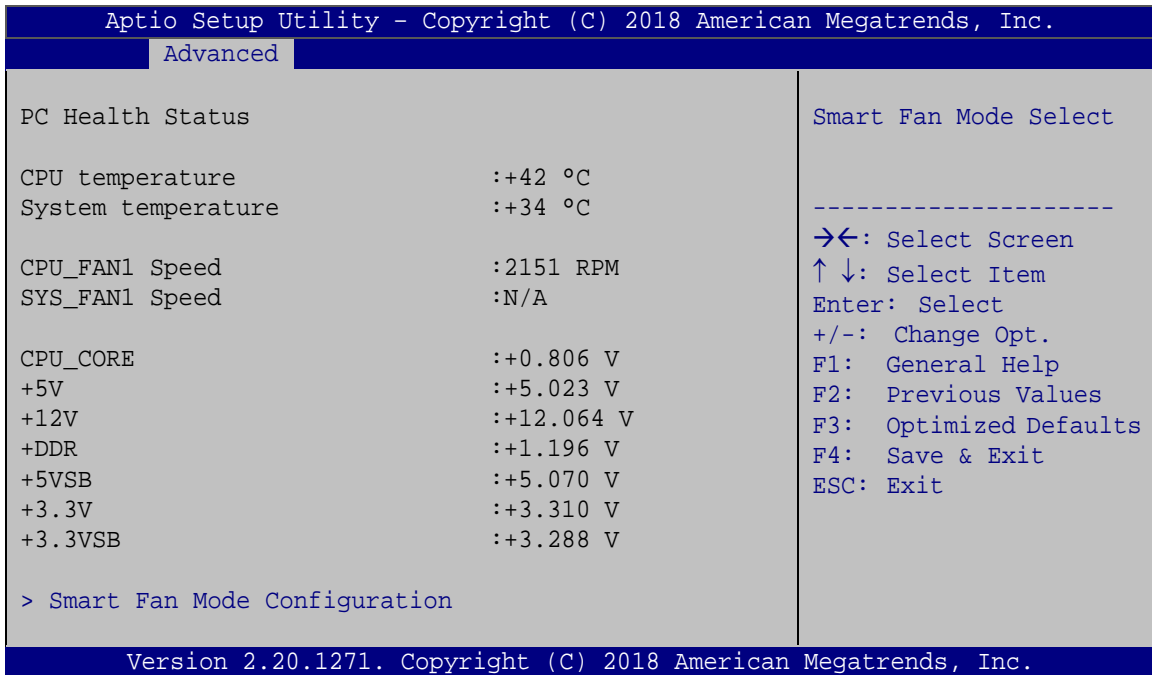 Aptio Setup Utility – Copyright (C) 2018 American Megatrends, Inc.
Advanced
PC Health Status
CPU temperature :+42 °C
System temperature :+34 °C
CPU_FAN1 Speed :2151 RPM
SYS_FAN1 Speed :N/A
CPU_CORE :+0.806 V
+5V :+5.023 V
+12V :+12.064 V
+DDR :+1.196 V
+5VSB :+5.070 V
+3.3V :+3.310 V
+3.3VSB :+3.288 V
> Smart Fan Mode Configuration
Smart Fan Mode Select
---------------------
→←: Select Screen
↑ ↓: Select Item
Enter: Select
+/-: Change Opt.
F1: General Help
F2: Previous Values
F3: Optimized Defaults
F4: Save & Exit
ESC: Exit
Version 2.20.1271. Copyright (C) 2018 American Megatrends, Inc.